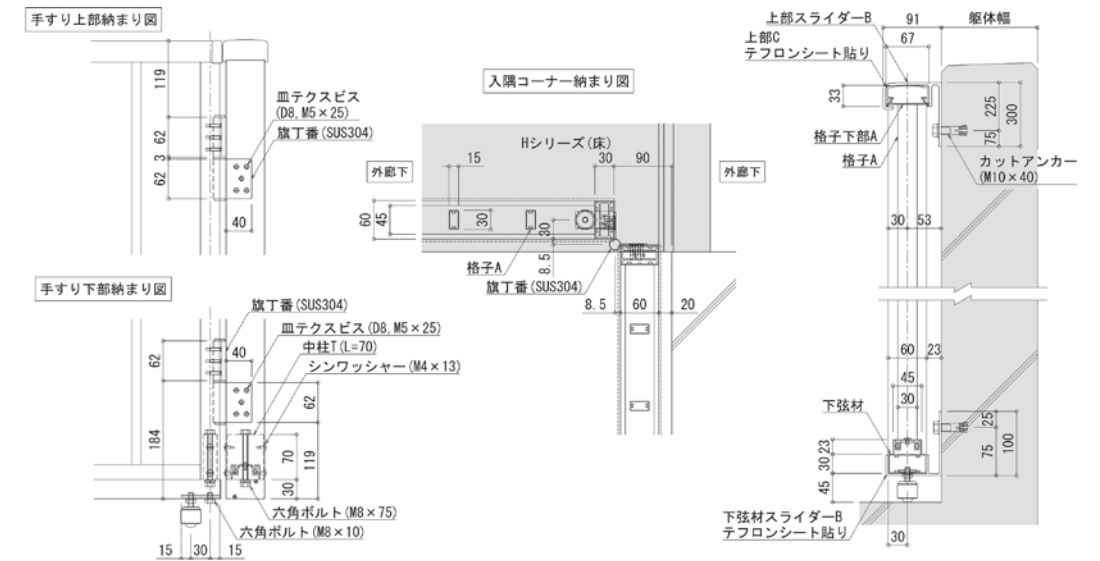 手すり上部納まり図
119
62
3
62
40
皿テクスビス
(D8,M5×25)
旗丁番(SUS304)
手すり下部納まり図
旗丁番(SUS304)
皿テクスビス(D8,M5×25)
中柱T(L=70)
シンワッシャー(M4×13)
40
62
184
62
70
119
30
六角ボルト(M8×75)
六角ボルト(M8×10)
15
30
15
入隅コーナー納まり図
Hシリーズ(床)
外廊下
15
30
90
外廊下
60
45
30
30
8.5
格子A
旗丁番(SUS304)
8.5
60
20
上部スライダーB
91
躯体幅
上部C
テフロンシート貼り
67
33
225
300
75
格子下部A
格子A
カットアンカー
(M10×40)
30
53
60
23
45
30
下弦材
23
30
45
25
75
100
下弦材スライダーB
テフロンシート貼り
30